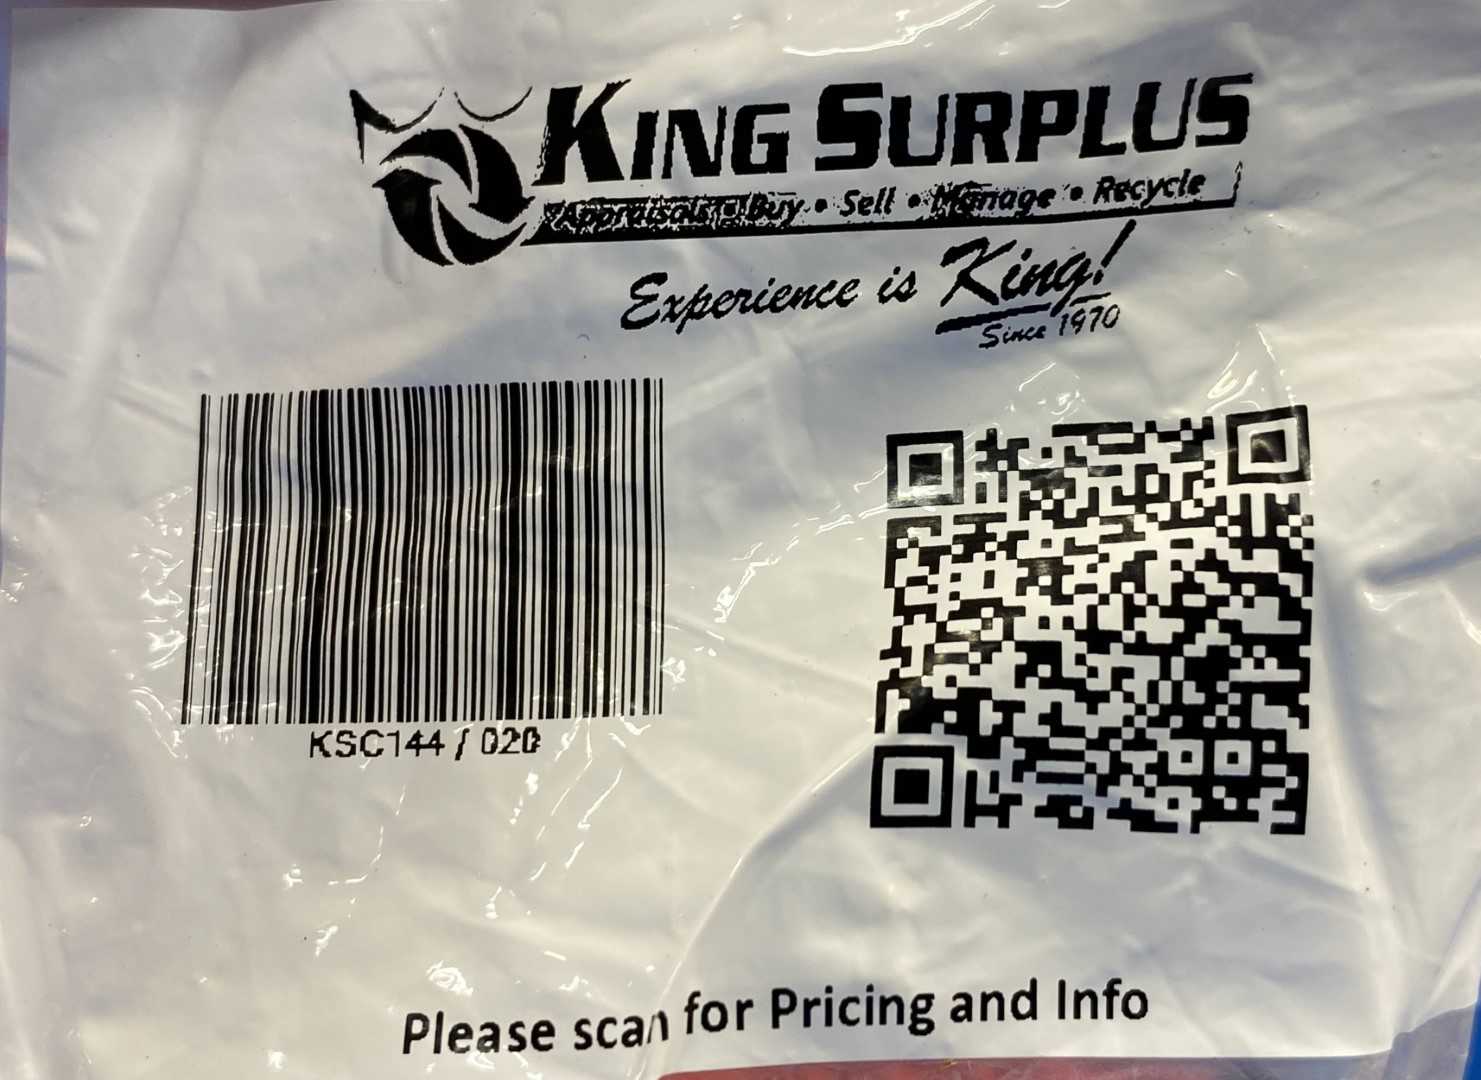 KING SURPLUS
Appraisals • Buy • Sell • Manage • Recycle
Experience is King!
Since 1970
KSC144 / 020
Please scan for Pricing and Info